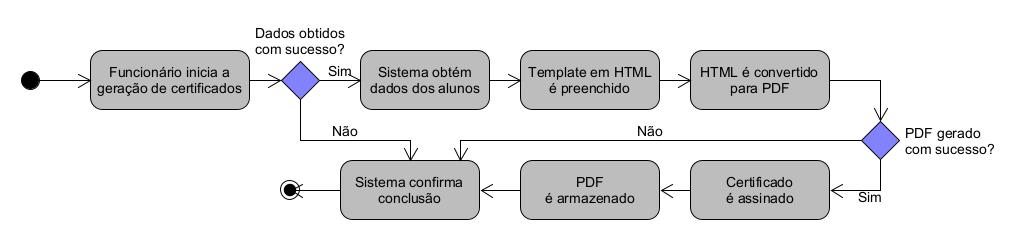 Dados obtidos
com sucesso?
Funcionário inicia a
geração de certificados
Sim
Sistema obtém
dados dos alunos
Template em HTML
é preenchido
HTML é convertido
para PDF
Não
Não
PDF gerado
com sucesso?
Sistema confirma
conclusão
PDF
é armazenado
Certificado
é assinado
Sim